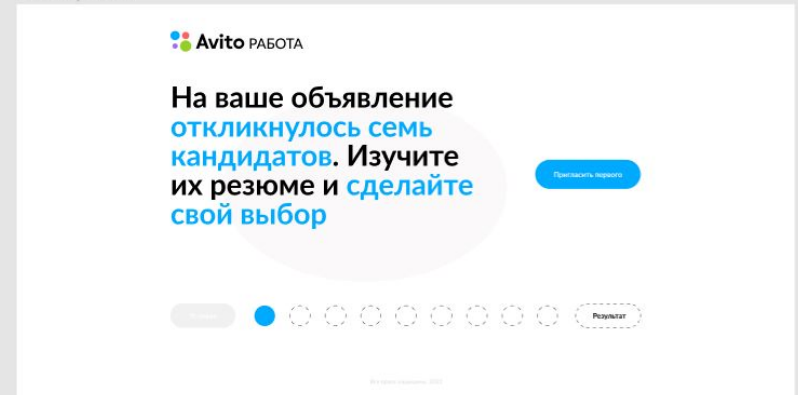 Avito РАБОТА
На ваше объявление
откликнулось семь
кандидатов. Изучите
их резюме и сделайте
свой выбор
Пригласить первого
Результат